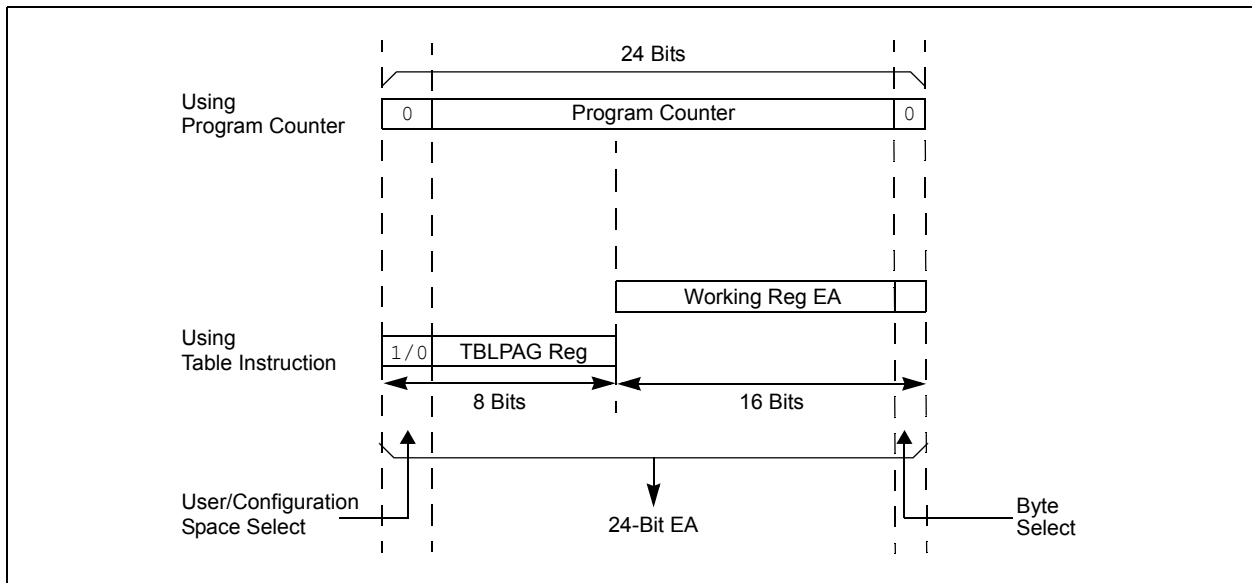 24 Bits
Using
Program Counter
0
Program Counter
0
Working Reg EA
Using
Table Instruction
1/0
TBLPAG Reg
8 Bits
16 Bits
User/Configuration
Space Select
24-Bit EA
Byte
Select